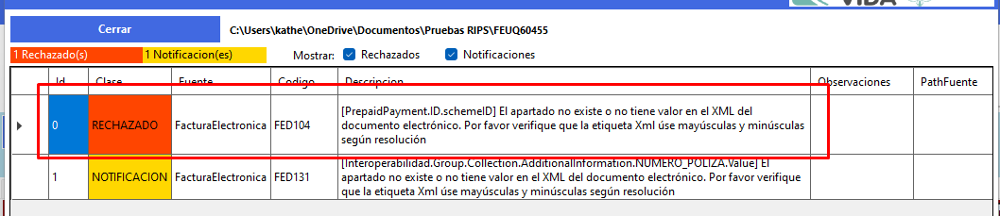 VIDA
Cerrar
C:\Users\kathe\OneDrive\Documentos\Pruebas RIPS\FEUQ60455
1 Rechazado(s)
1 Notificacion(es)
Mostrar:
Rechazados
Notificaciones
Id
Clase
Fuente
Codigo
Descripcion
Observaciones
PathFuente
0
RECHAZADO
FacturaElectronica
FED104
[PrepaidPayment.ID.schemeID] El apartado no existe o no tiene valor en el XML del
documento electrónico. Por favor verifique que la etiqueta Xml úse mayúsculas y minúsculas
según resolución
1
NOTIFICACION
FacturaElectronica
FED131
[Interoperabilidad.Group.Collection.AdditionalInformation.NUMERO_POLIZA.Value] El
apartado no existe o no tiene valor en el XML del documento electrónico. Por favor verifique
que la etiqueta Xml úse mayúsculas y minúsculas según resolución